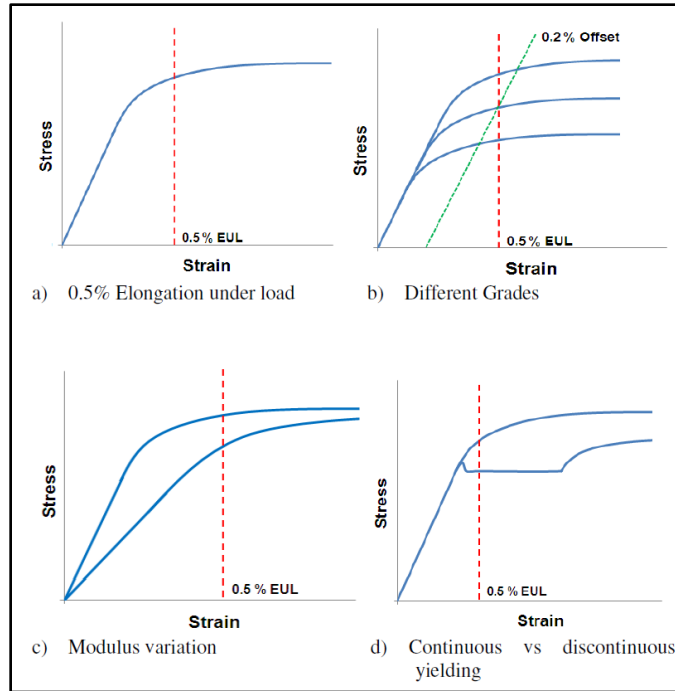 0.2% Offset
Stress
Stress
0.5% EUL
0.5% EUL
Strain
Strain
a) 0.5% Elongation under load
b) Different Grades
Stress
Stress
0.5% EUL
0.5% EUL
Strain
Strain
c) Modulus variation
d) Continuous vs discontinuous
yielding